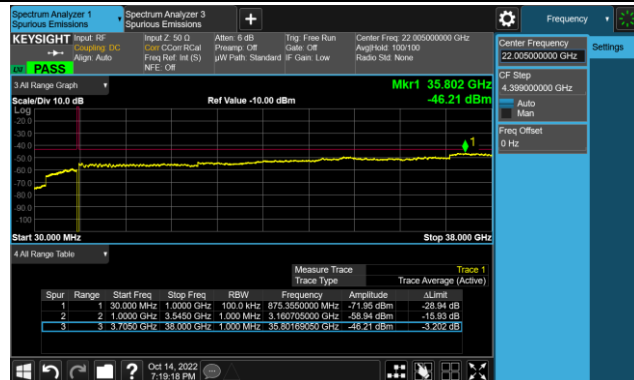 Spectrum Analyzer 1
Spurious Emissions
Spectrum Analyzer 3
Spurious Emissions
Frequency
KEYSIGHT
Input: RF
Coupling: DC
Align: Auto
Input Z: 50 Ω
Corr CCorr RCal
Freq Ref: Int (S)
NFE: Off
Atten: 6 dB
Preamp: Off
µW Path: Standard
Trig: Free Run
Gate: Off
IF Gain: Low
Center Freq: 22.005000000 GHz
Avg|Hold: 100/100
Radio Std: None
PASS
Center Frequency
22.005000000 GHz
Settings
CF Step
4.399000000 GHz
Auto
Man
Freq Offset
0 Hz
3 All Range Graph
Mkr1 35.802 GHz
Scale/Div 10.0 dB
Ref Value -10.00 dBm
-46.21 dBm
Log
-20.0
-30.0
-40.0
-50.0
-60.0
-70.0
-80.0
-90.0
-100
1
Start 30.000 MHz
Stop 38.000 GHz
4 All Range Table
Measure Trace Trace 1
Trace Type Trace Average (Active)
Spur Range Start Freq Stop Freq RBW Frequency Amplitude ΔLimit
1 1 30.000 MHz 1.0000 GHz 100.0 kHz 875.3550000 MHz -71.95 dBm -28.94 dB
2 2 1.0000 GHz 3.5450 GHz 1.000 MHz 3.160705000 GHz -58.94 dBm -15.93 dB
3 3 3.7050 GHz 38.000 GHz 1.000 MHz 35.80169050 GHz -46.21 dBm -3.202 dB
Oct 14, 2022
7:19:18 PM